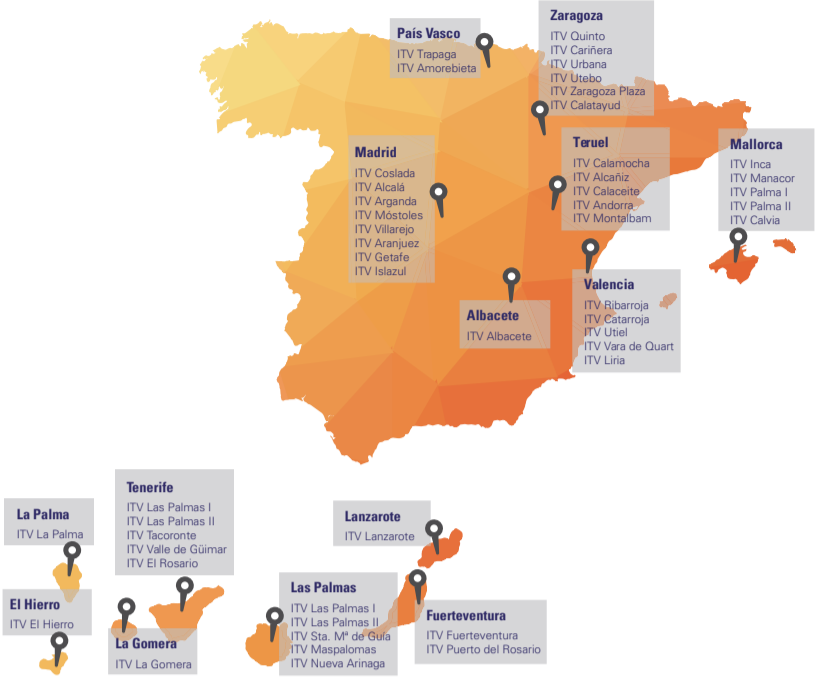 País Vasco
ITV Trapaga
ITV Amorebieta
Zaragoza
ITV Quinto
ITV Cariñera
ITV Urbana
ITV Utebo
ITV Zaragoza Plaza
ITV Calatayud
Madrid
ITV Coslada
ITV Alcalá
ITV Arganda
ITV Móstoles
ITV Villarejo
ITV Aranjuez
ITV Getafe
ITV Islazul
Teruel
ITV Calamocha
ITV Alcañiz
ITV Calaceite
ITV Andorra
ITV Montalbam
Mallorca
ITV Inca
ITV Manacor
ITV Palma I
ITV Palma II
ITV Calvia
Albacete
ITV Albacete
Valencia
ITV Ribarroja
ITV Catarroja
ITV Utiel
ITV Vara de Quart
ITV Liria
La Palma
ITV La Palma
Tenerife
ITV Las Palmas I
ITV Las Palmas II
ITV Tacoronte
ITV Valle de Güimar
ITV El Rosario
Lanzarote
ITV Lanzarote
El Hierro
ITV El Hierro
La Gomera
ITV La Gomera
Las Palmas
ITV Las Palmas I
ITV Las Palmas II
ITV Sta. Mª de Guía
ITV Maspalomas
ITV Nueva Arinaga
Fuerteventura
ITV Fuerteventura
ITV Puerto del Rosario